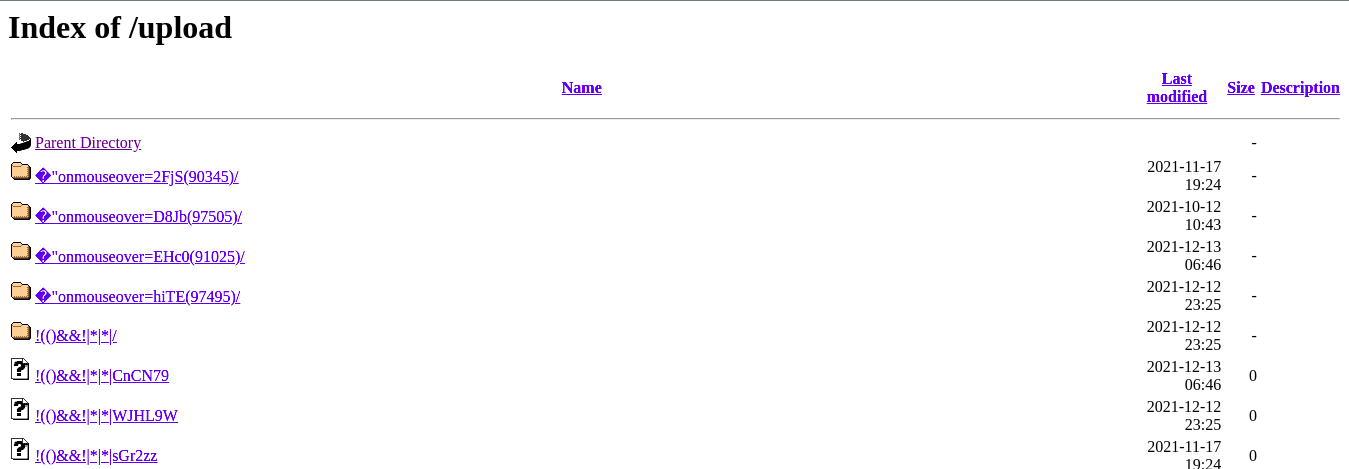 Index of /upload
Name Last modified Size Description
Parent Directory -
�"onmouseover=2FjS(90345)/ 2021-11-17 19:24 -
�"onmouseover=D8Jb(97505)/ 2021-10-12 10:43 -
�"onmouseover=EHc0(91025)/ 2021-12-13 06:46 -
�"onmouseover=hiTE(97495)/ 2021-12-12 23:25 -
!(()&&!|*|*|/ 2021-12-12 23:25 -
!(()&&!|*|*|CnCN79 2021-12-13 06:46 0
!(()&&!|*|*|WJHL9W 2021-12-12 23:25 0
!(()&&!|*|*|sGr2zz 2021-11-17 19:24 0